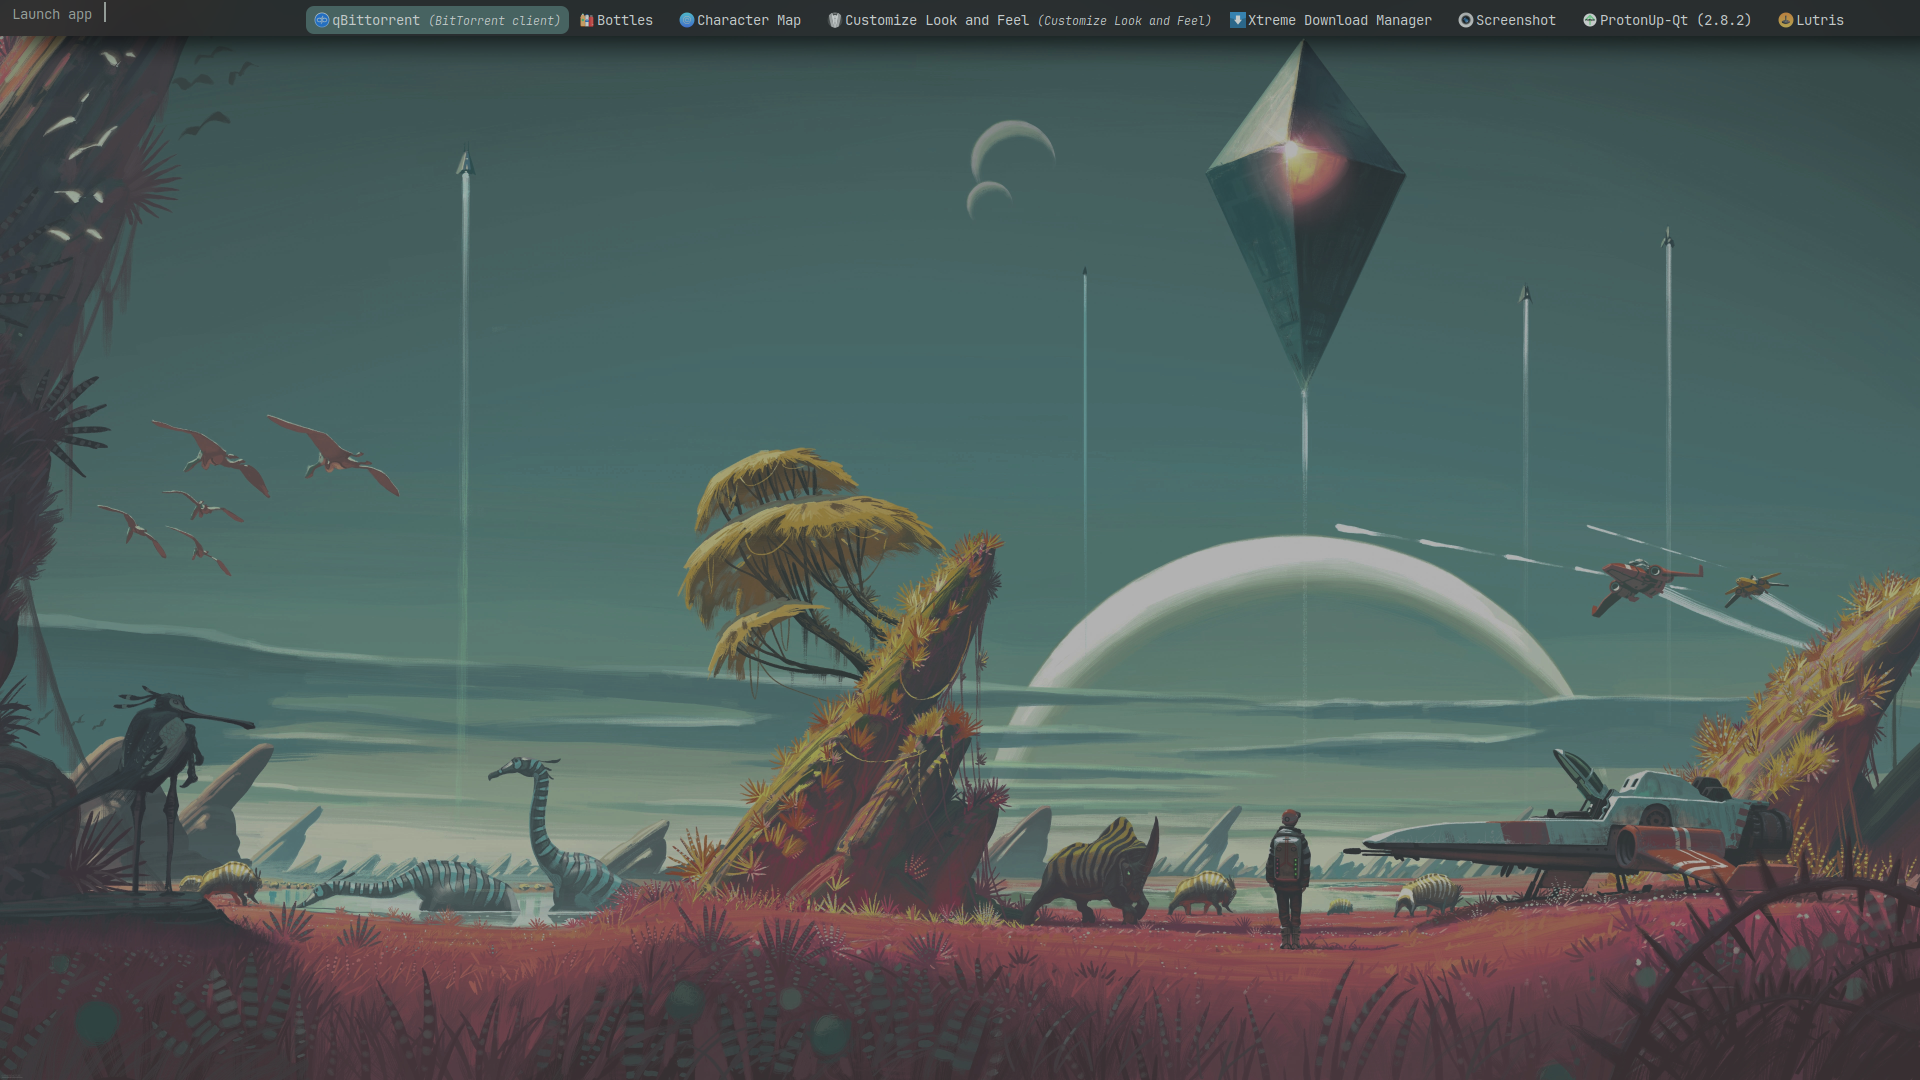 Launch app qBittorrent (BitTorrent client) Bottles Character Map Customize Look and Feel (Customize Look and Feel) Xtreme Download Manager Screenshot ProtonUp-Qt (2.8.2) Lutris